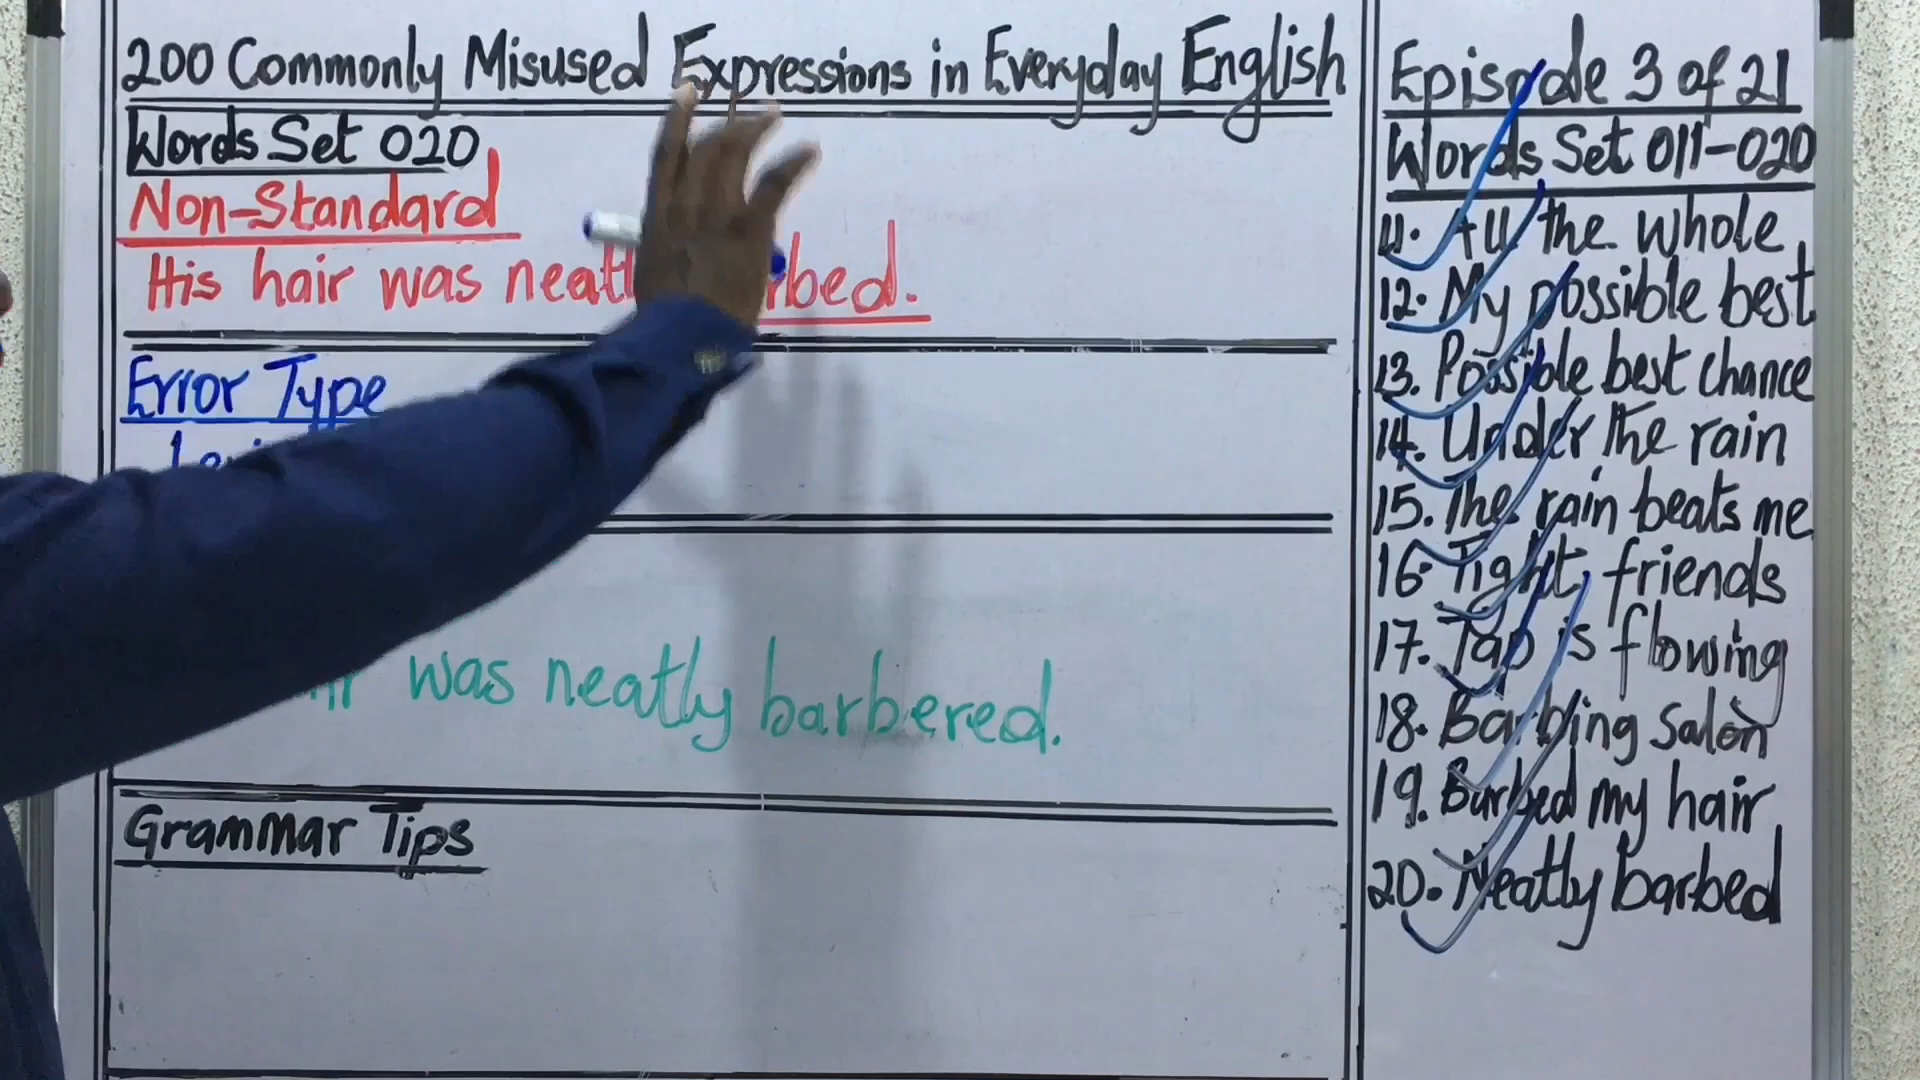 200 Commonly Misused Expressions in Everyday English
Words Set 020
Non-Standard
His hair was rbed.
Error Type
was neatly barbered.
Grammar Tips
Episode 3 of 21
Words Set 011-020
11. All the whole
12. My possible best
13. Possible best chance
14. Under the rain
15. The rain beats me
16. Tight friends
17. Tap is flowing
18. Barbing salon
19. Barbed my hair
20. Neatly barbed